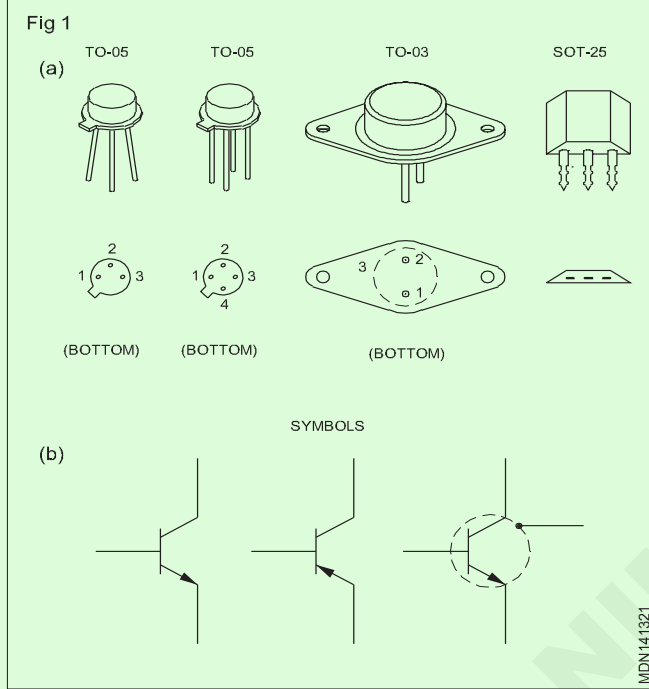 Fig 1
TO-05 TO-05 TO-03 SOT-25
(a)
2 2
1 3 1 3
4
3 2
1
(BOTTOM) (BOTTOM) (BOTTOM)
SYMBOLS
(b)
MDN141321
NI